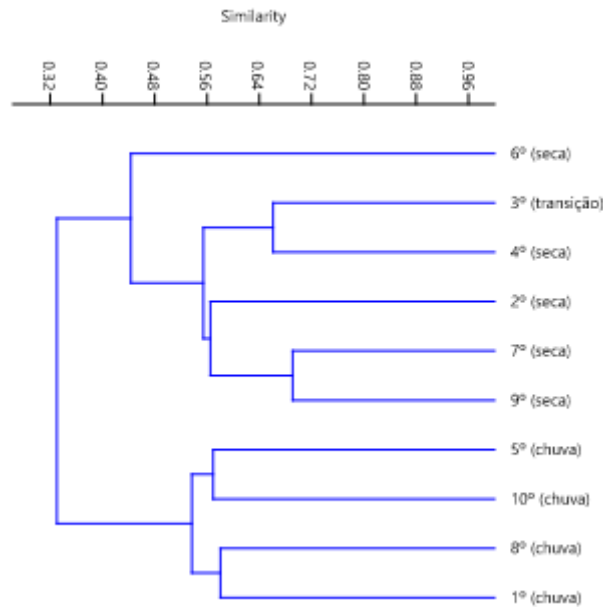 Similarity
0.32 0.40 0.48 0.56 0.64 0.72 0.80 0.88 0.96
6º (seca)
3º (transição)
4º (seca)
2º (seca)
7º (seca)
9º (seca)
5º (chuva)
10º (chuva)
8º (chuva)
1º (chuva)